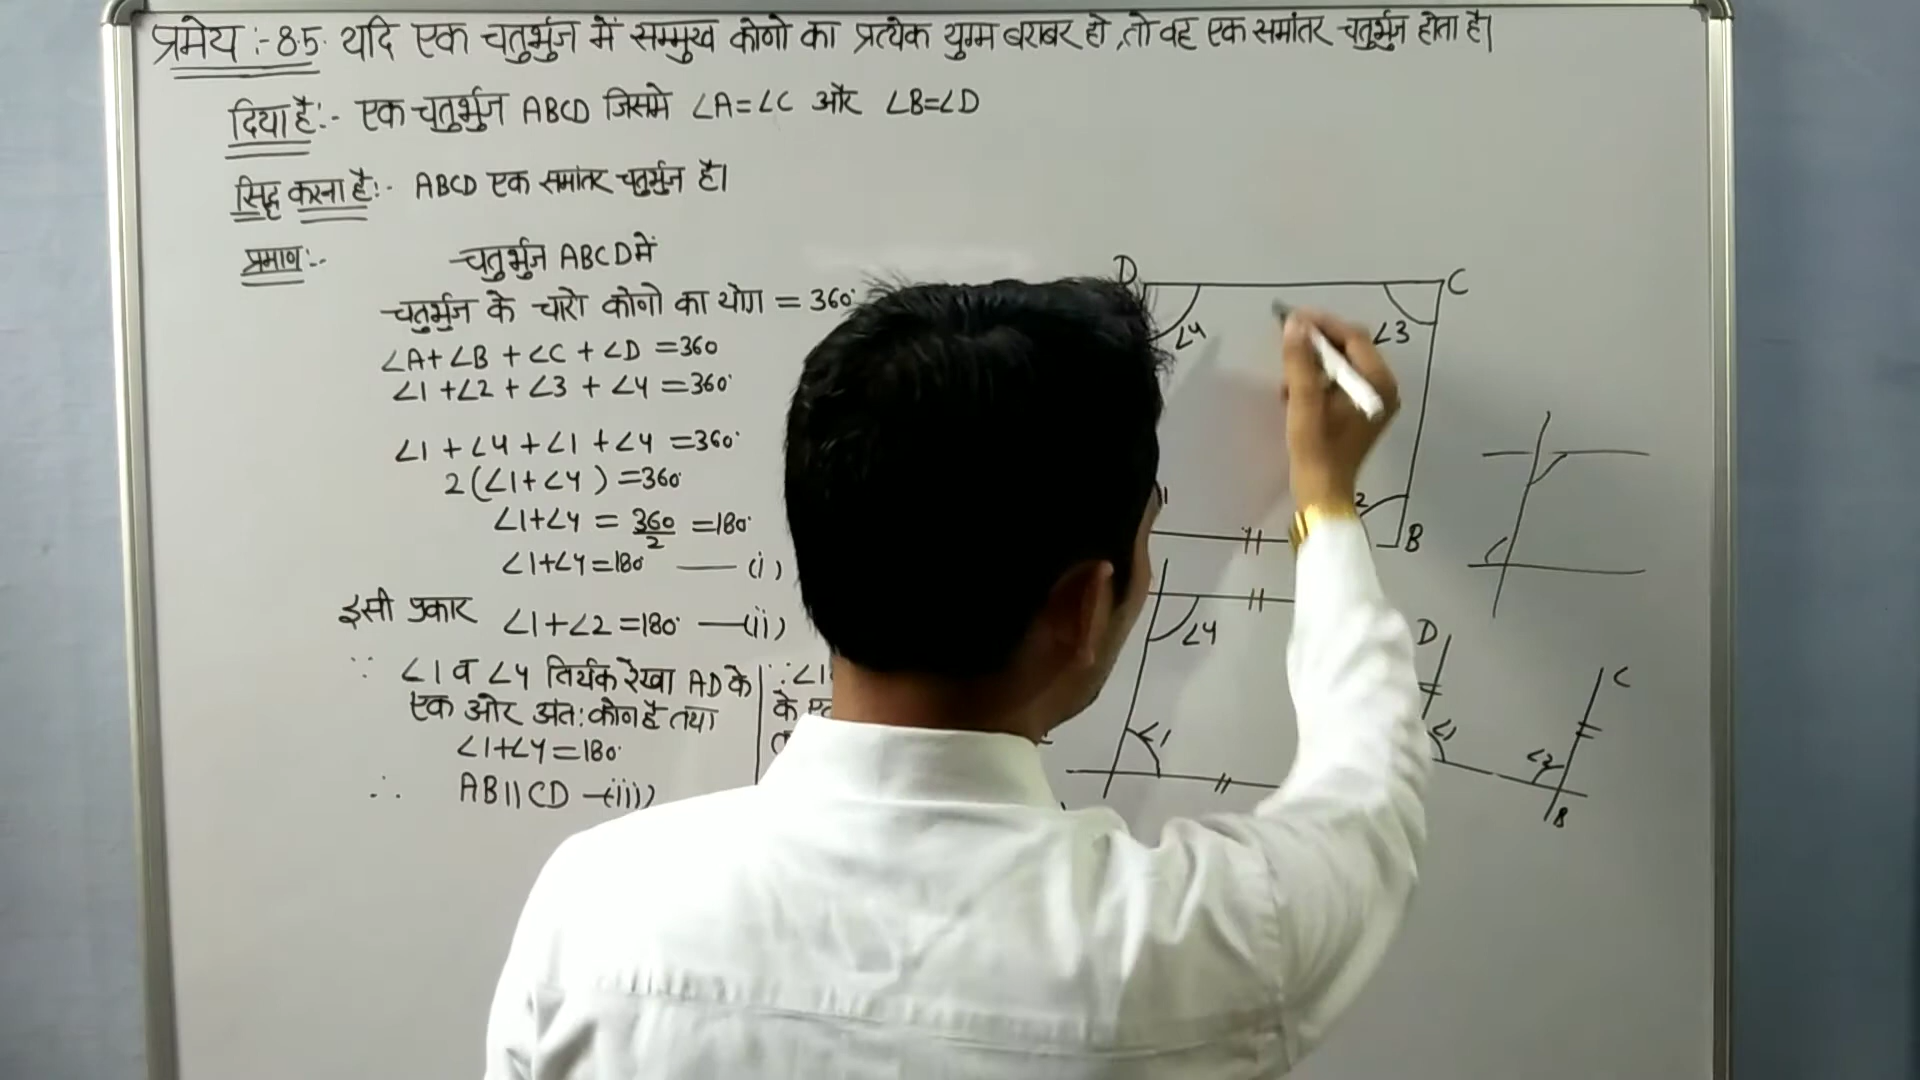 प्रमेय :- 8.5. यदि एक चतुर्भुज में सम्मुख कोणो का प्रत्येक युग्म बराबर हो, तो वह एक समांतर चतुर्भुज होता है।
दिया है:- एक चतुर्भुज ABCD जिसमे ∠A=∠C और ∠B=∠D
सिद्ध करना है:- ABCD एक समांतर चतुर्भुज है।
प्रमाण:- चतुर्भुज ABCD में
चतुर्भुज के चारो कोणो का योग = 360°
∠A+∠B+∠C+∠D=360
∠1+∠2+∠3+∠4=360°
∠1+∠4+∠1+∠4=360°
2(∠1+∠4)=360°
∠1+∠4=360/2=180°
∠1+∠4=180° —(i)
इसी प्रकार ∠1+∠2=180° —(ii)
∵ ∠1 व ∠4 तिर्यक रेखा AD के
एक ओर अंत:कोण है तथा
∠1+∠4=180°
∴ AB||CD —(iii)
∵ ∠1
के
D C
∠4 ∠3
2 B
∠4
∠1
D C
∠1 ∠2
B